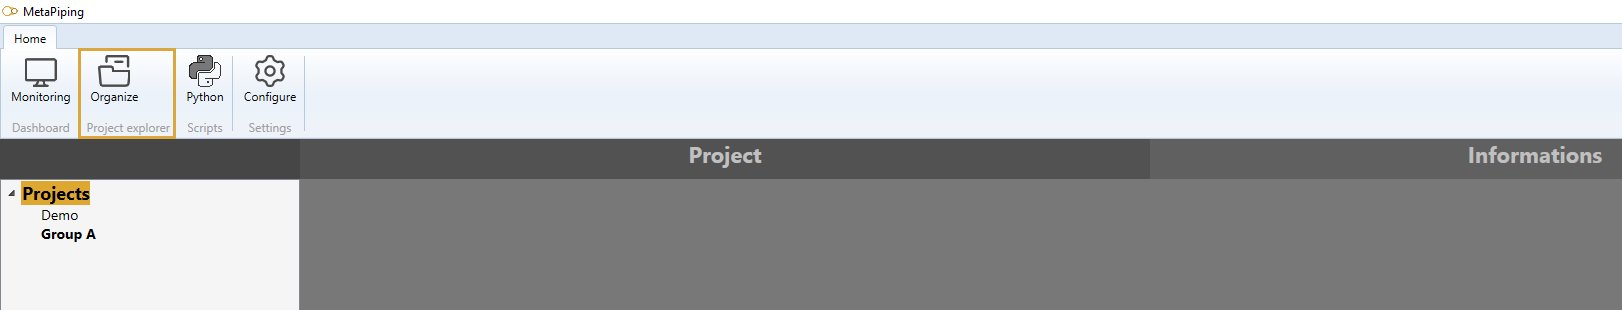 MetaPiping
Home
Monitoring Organize Python Configure
Dashboard Project explorer Scripts Settings
Project Informations
Projects
Demo
Group A